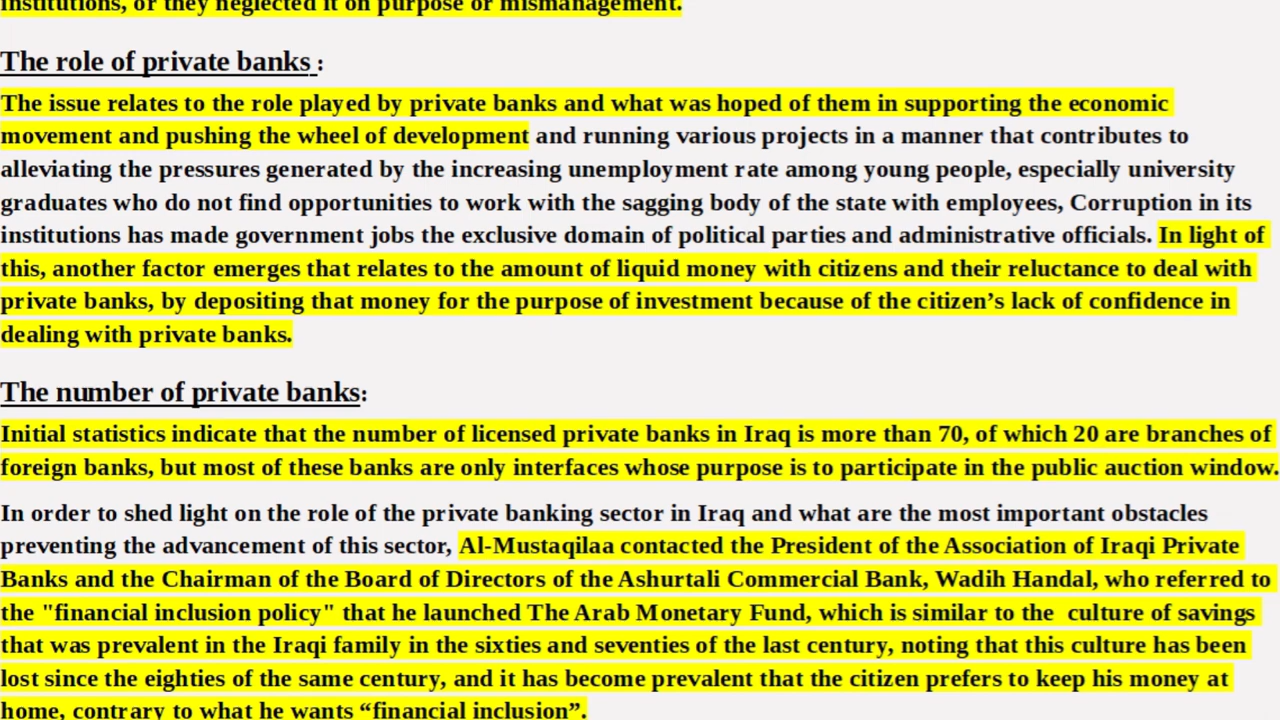 institutions, or they neglected it on purpose or mismanagement.
The role of private banks :
The issue relates to the role played by private banks and what was hoped of them in supporting the economic
movement and pushing the wheel of development and running various projects in a manner that contributes to
alleviating the pressures generated by the increasing unemployment rate among young people, especially university
graduates who do not find opportunities to work with the sagging body of the state with employees, Corruption in its
institutions has made government jobs the exclusive domain of political parties and administrative officials. In light of
this, another factor emerges that relates to the amount of liquid money with citizens and their reluctance to deal with
private banks, by depositing that money for the purpose of investment because of the citizen’s lack of confidence in
dealing with private banks.
The number of private banks:
Initial statistics indicate that the number of licensed private banks in Iraq is more than 70, of which 20 are branches of
foreign banks, but most of these banks are only interfaces whose purpose is to participate in the public auction window.
In order to shed light on the role of the private banking sector in Iraq and what are the most important obstacles
preventing the advancement of this sector, Al-Mustaqilaa contacted the President of the Association of Iraqi Private
Banks and the Chairman of the Board of Directors of the Ashurtali Commercial Bank, Wadih Handal, who referred to
the "financial inclusion policy" that he launched The Arab Monetary Fund, which is similar to the  culture of savings
that was prevalent in the Iraqi family in the sixties and seventies of the last century, noting that this culture has been
lost since the eighties of the same century, and it has become prevalent that the citizen prefers to keep his money at
home, contrary to what he wants “financial inclusion”.